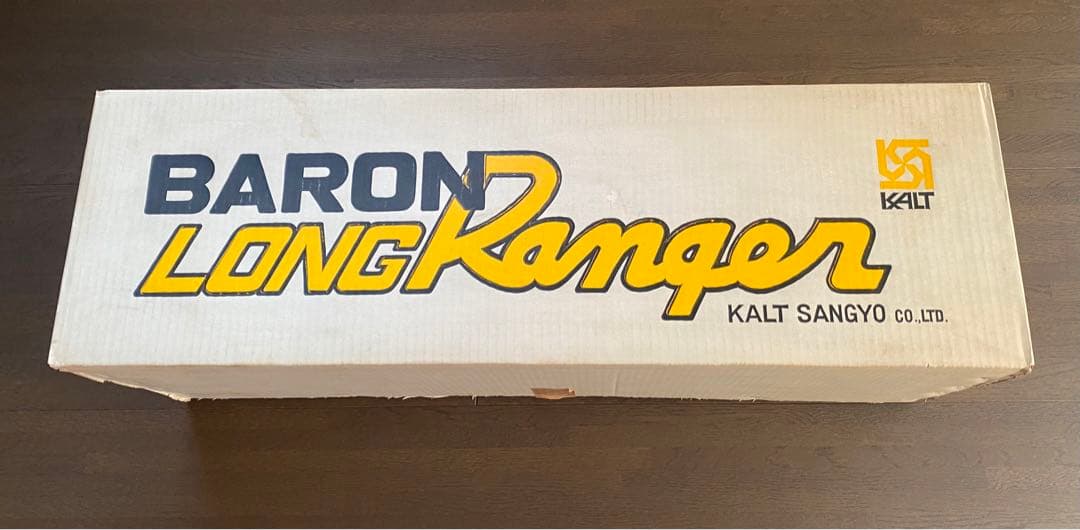 BARON
LONG Ranger
KALT
KALT SANGYO CO.,LTD.